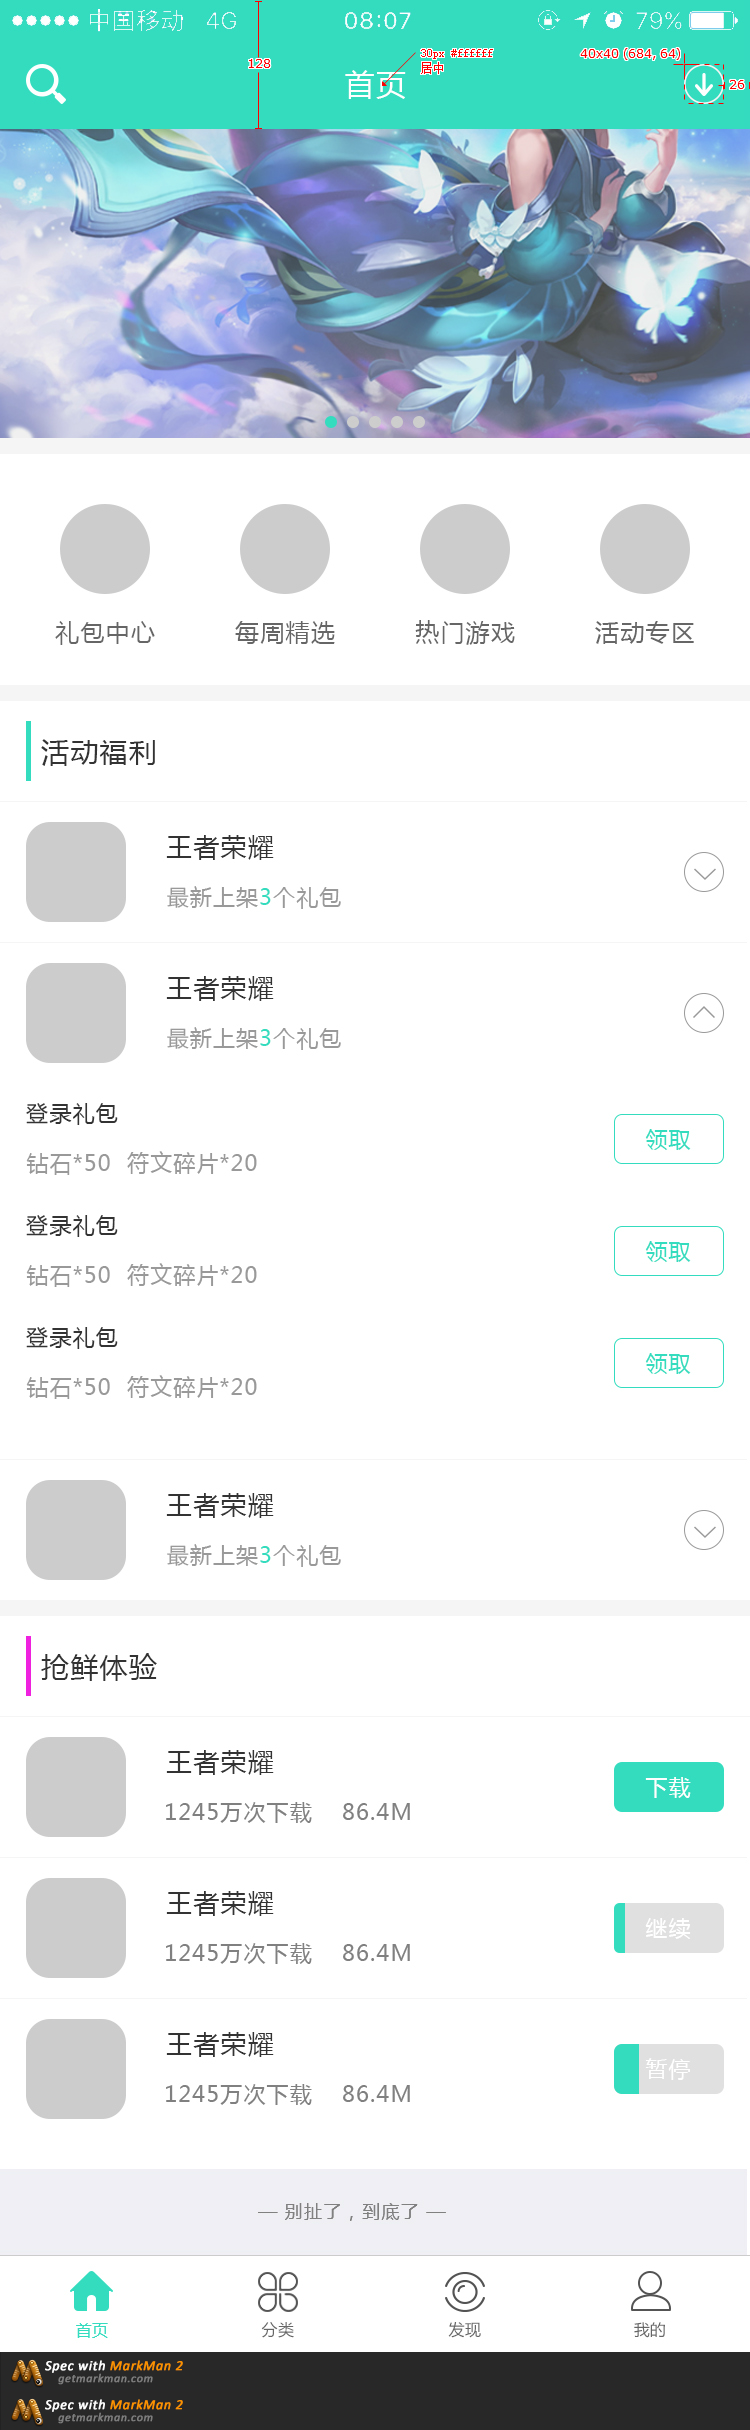 中国移动 4G 08:07 79%
128
30px #ffffff
居中
40x40 (684, 64)
26
首页
礼包中心 每周精选 热门游戏 活动专区
活动福利
王者荣耀
最新上架3个礼包
王者荣耀
最新上架3个礼包
登录礼包
钻石*50 符文碎片*20
领取
登录礼包
钻石*50 符文碎片*20
领取
登录礼包
钻石*50 符文碎片*20
领取
王者荣耀
最新上架3个礼包
抢鲜体验
王者荣耀
1245万次下载 86.4M
下载
王者荣耀
1245万次下载 86.4M
继续
王者荣耀
1245万次下载 86.4M
暂停
— 别扯了，到底了 —
首页 分类 发现 我的
Spec with MarkMan 2
getmarkman.com
Spec with MarkMan 2
getmarkman.com